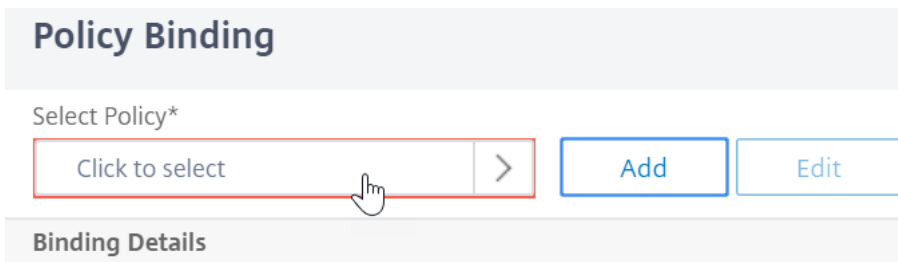 Policy Binding
Select Policy*
Click to select
Add
Edit
Binding Details